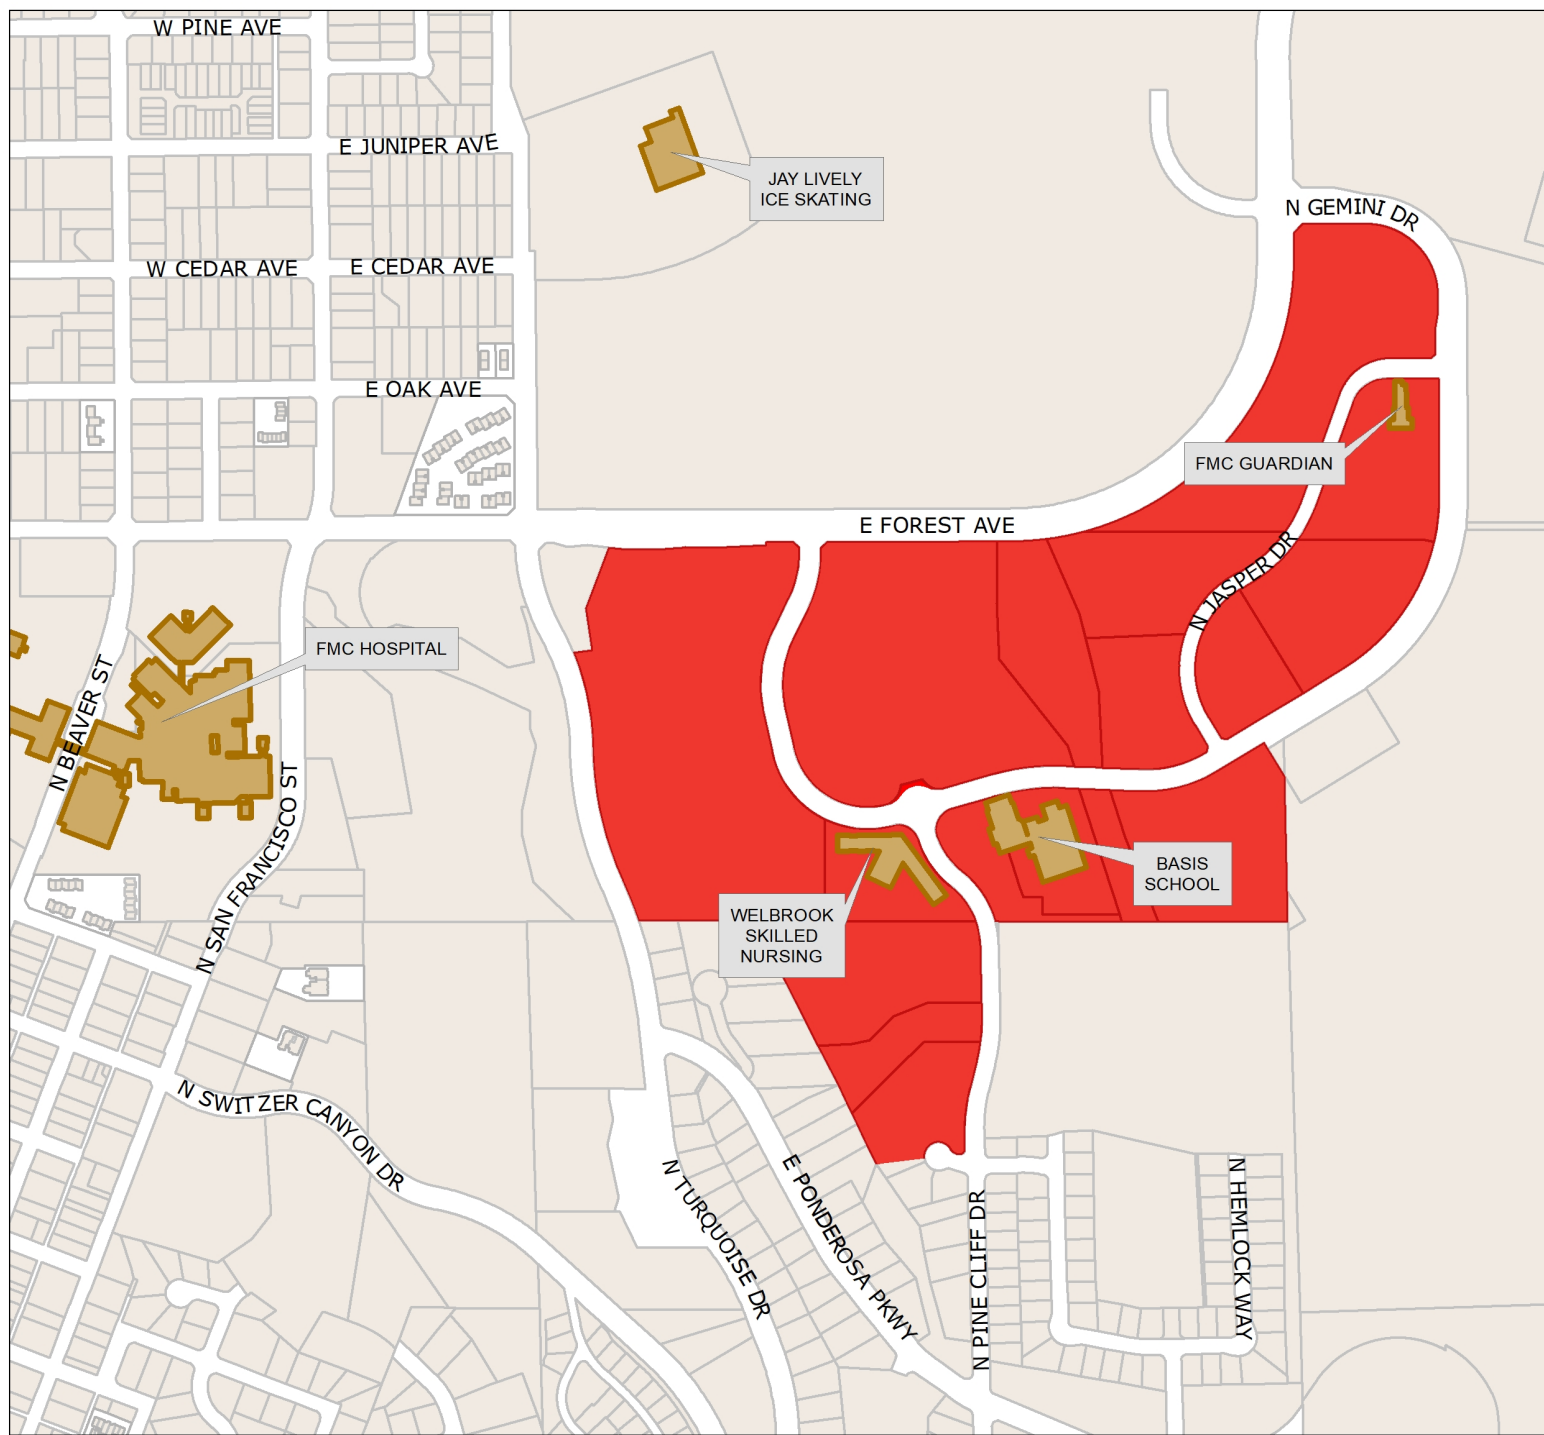 W PINE AVE
E JUNIPER AVE
JAY LIVELY
ICE SKATING
N GEMINI DR
W CEDAR AVE
E CEDAR AVE
E OAK AVE
FMC GUARDIAN
E FOREST AVE
N JASPER DR
FMC HOSPITAL
N BEAVER ST
N SAN FRANCISCO ST
BASIS
SCHOOL
WELBROOK
SKILLED
NURSING
N SWITZER CANYON DR
N TURQUOISE DR
E PONDEROSA PKWY
N PINE CLIFF DR
N HEMLOCK WAY